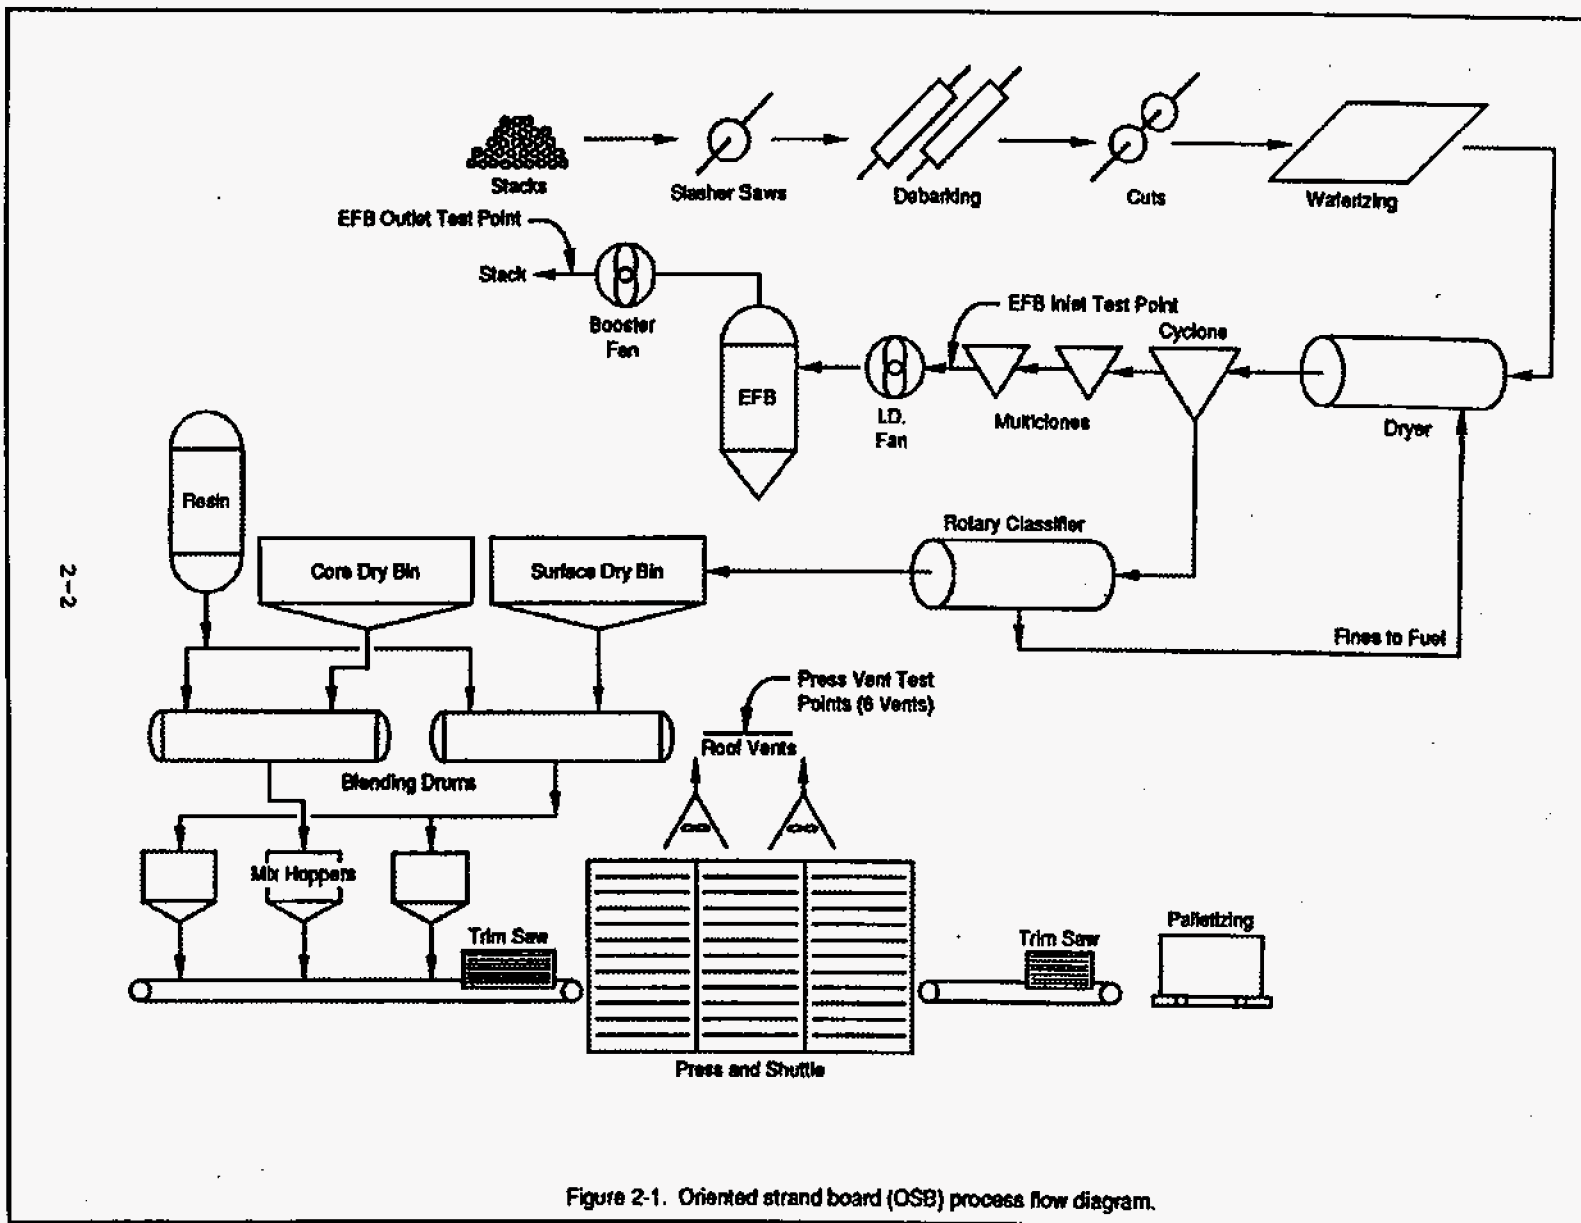 Stacks
Slasher Saws
Debarking
Cuts
Waferizing
EFB Outlet Test Point
Stack
Booster
Fan
EFB Inlet Test Point
Cyclone
EFB
I.D.
Fan
Multiclones
Dryer
Resin
Core Dry Bin
Surface Dry Bin
Rotary Classifier
2-2
Fines to Fuel
Press Vent Test
Points (6 Vents)
Roof Vents
Blending Drums
Mix Hoppers
Trim Saw
Trim Saw
Palletizing
Press and Shuttle
Figure 2-1. Oriented strand board (OSB) process flow diagram.